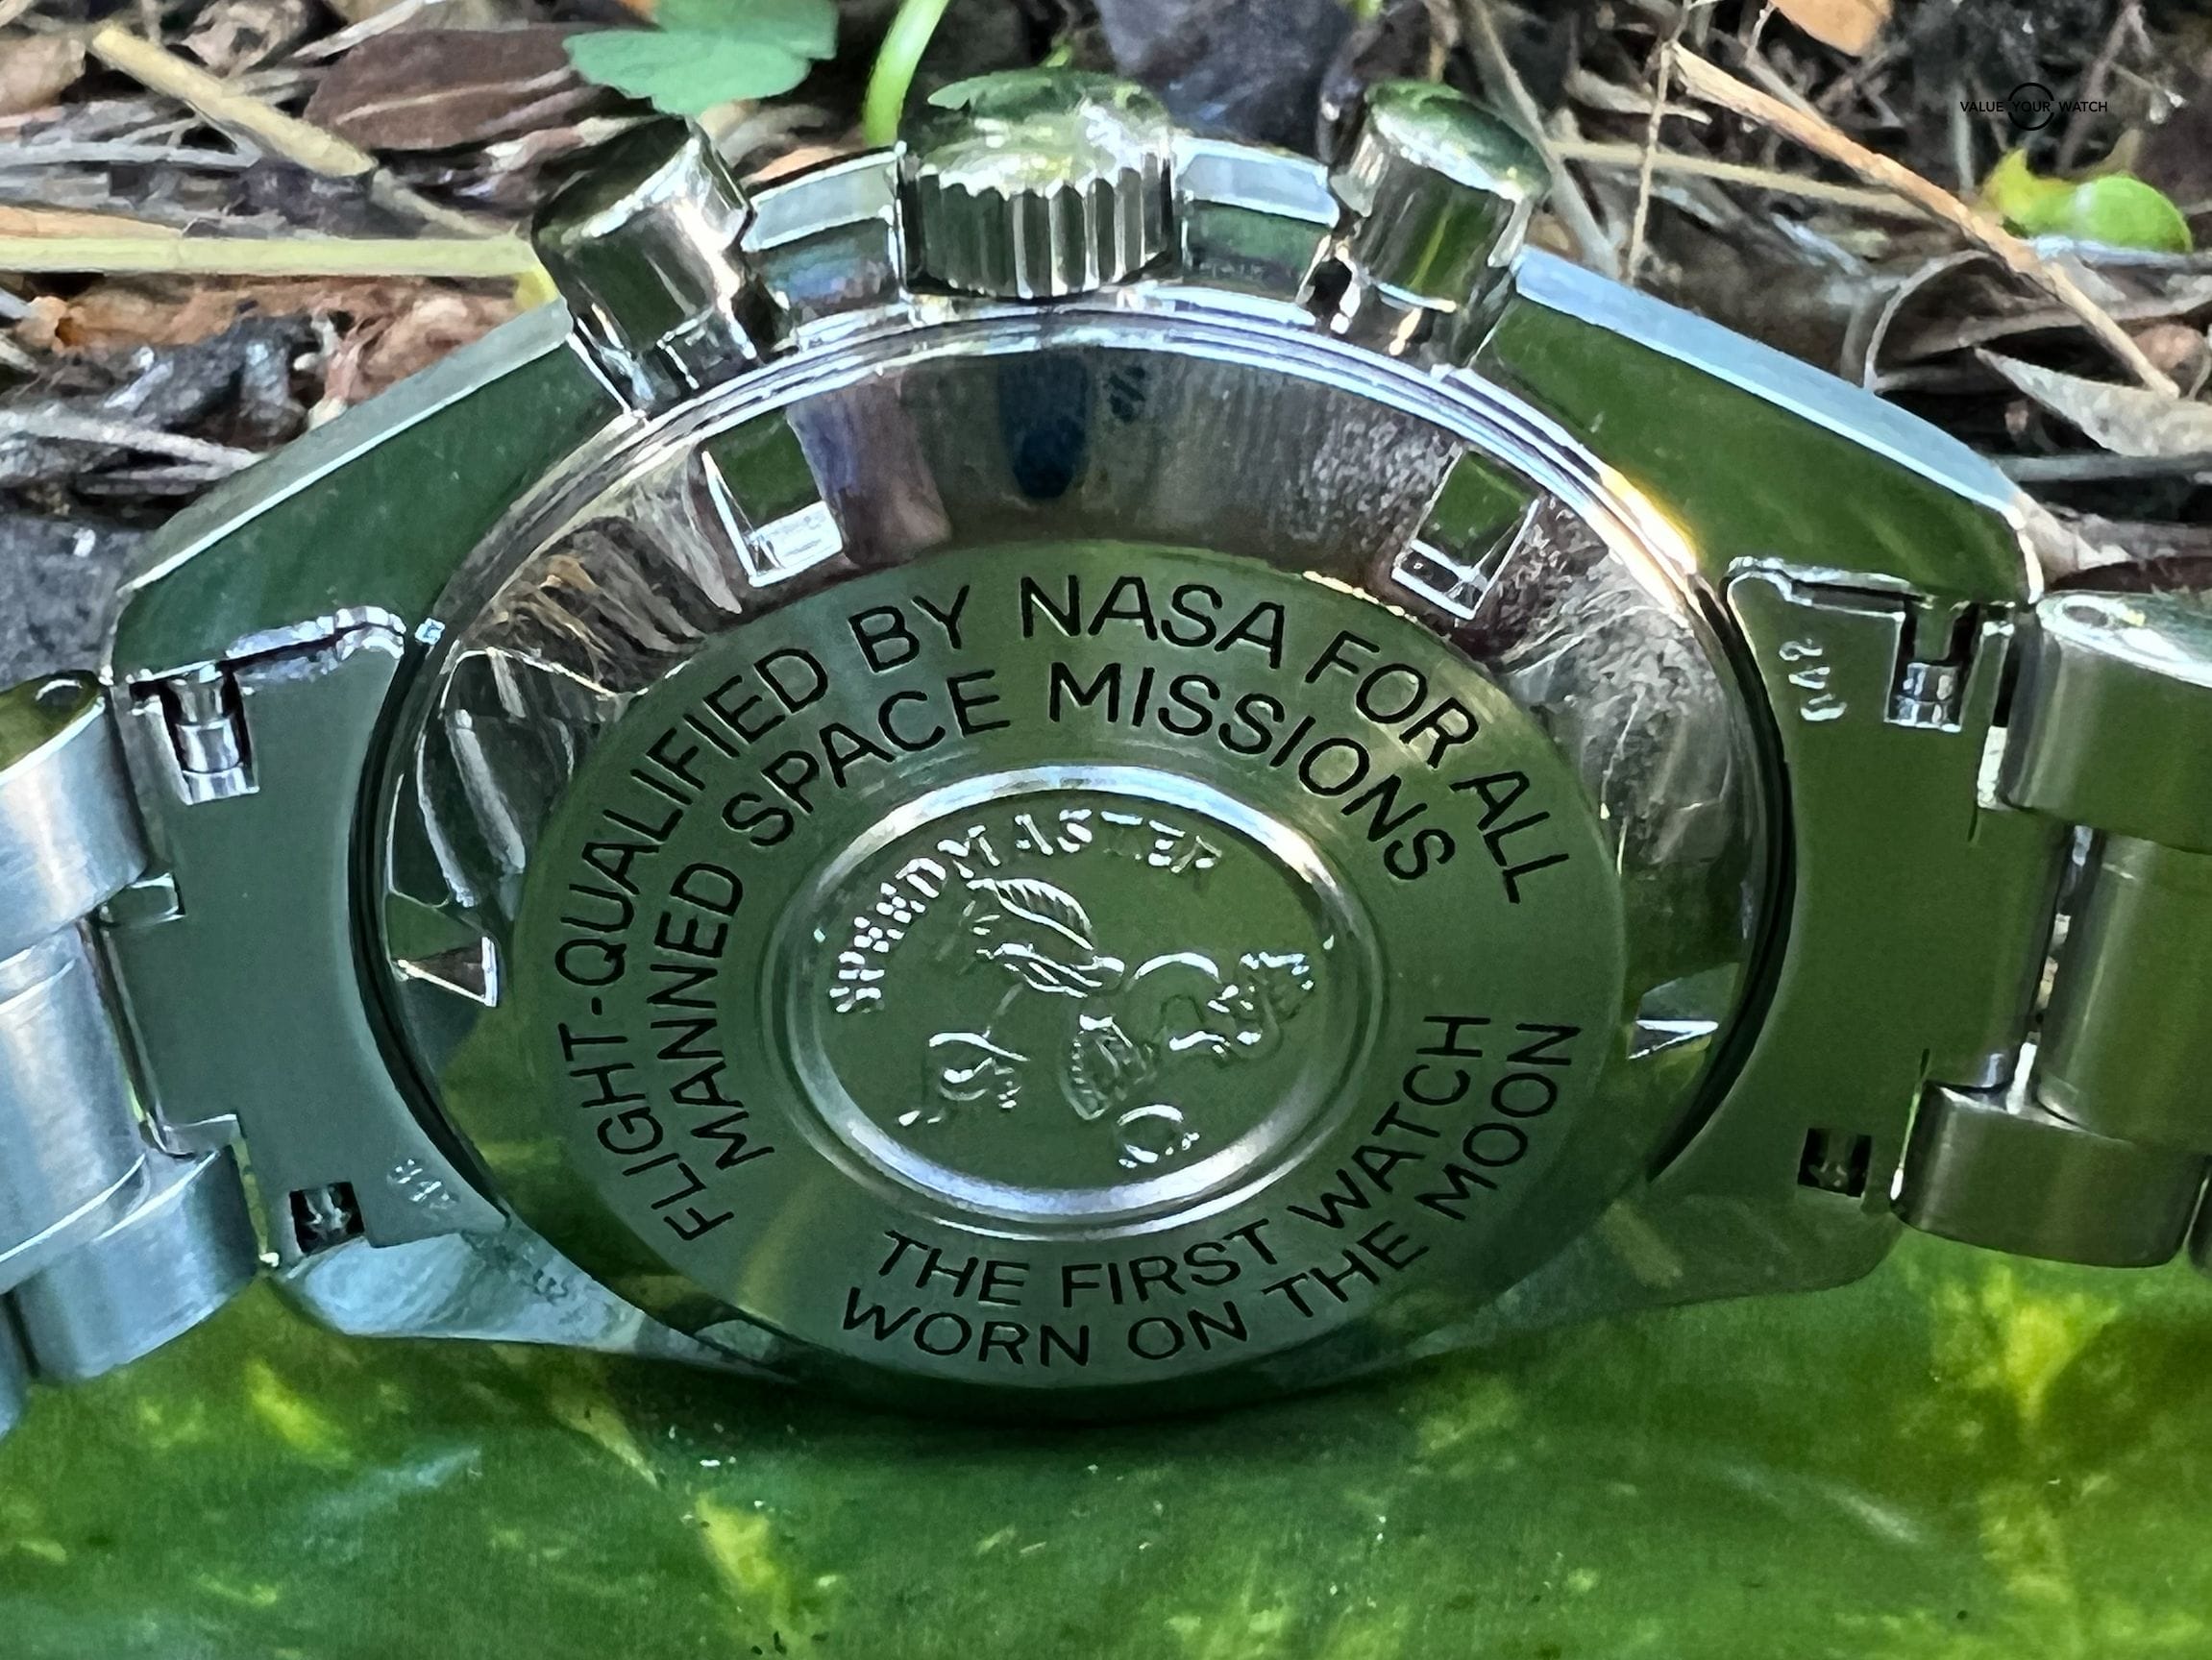 VALUE YOUR WATCH
FLIGHT-QUALIFIED BY NASA FOR ALL
MANNED SPACE MISSIONS
SPEEDMASTER
THE FIRST WATCH
WORN ON THE MOON